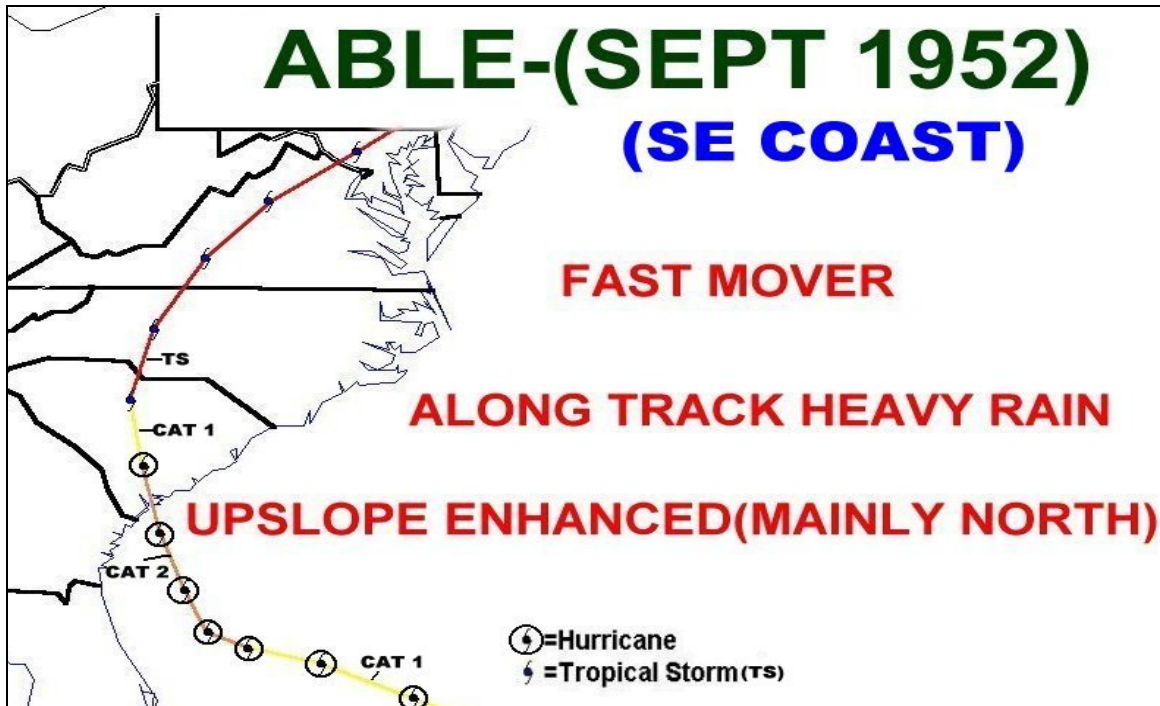 ABLE-(SEPT 1952)
(SE COAST)
FAST MOVER
TS
ALONG TRACK HEAVY RAIN
CAT 1
UPSLOPE ENHANCED(MAINLY NORTH)
CAT 2
=Hurricane
CAT 1
=Tropical Storm(TS)